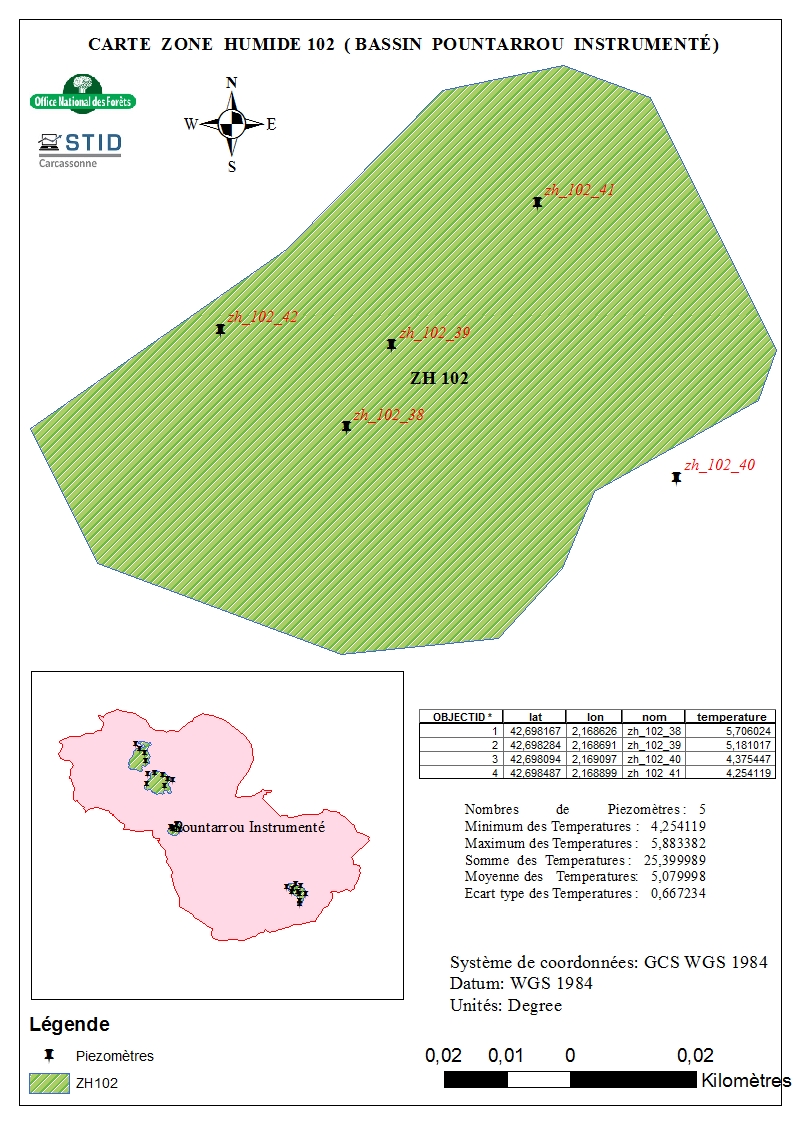 CARTE ZONE HUMIDE 102 ( BASSIN POUNTARROU INSTRUMENTÉ)
Office National des Forêts
STID
Carcassonne
N
W E
S
zh_102_41
zh_102_42
zh_102_39
ZH 102
zh_102_38
zh_102_40
Pountarrou Instrumenté
OBJECTID * lat lon nom temperature
1 42,698167 2,168626 zh_102_38 5,706024
2 42,698284 2,168691 zh_102_39 5,181017
3 42,698094 2,169097 zh_102_40 4,375447
4 42,698487 2,168899 zh_102_41 4,254119
Nombres de Piezomètres : 5
Minimum des Temperatures : 4,254119
Maximum des Temperatures : 5,883382
Somme des Temperatures : 25,399989
Moyenne des Temperatures: 5,079998
Ecart type des Temperatures : 0,667234
Système de coordonnées: GCS WGS 1984
Datum: WGS 1984
Unités: Degree
Légende
Piezomètres
ZH102
0,02 0,01 0 0,02
Kilomètres